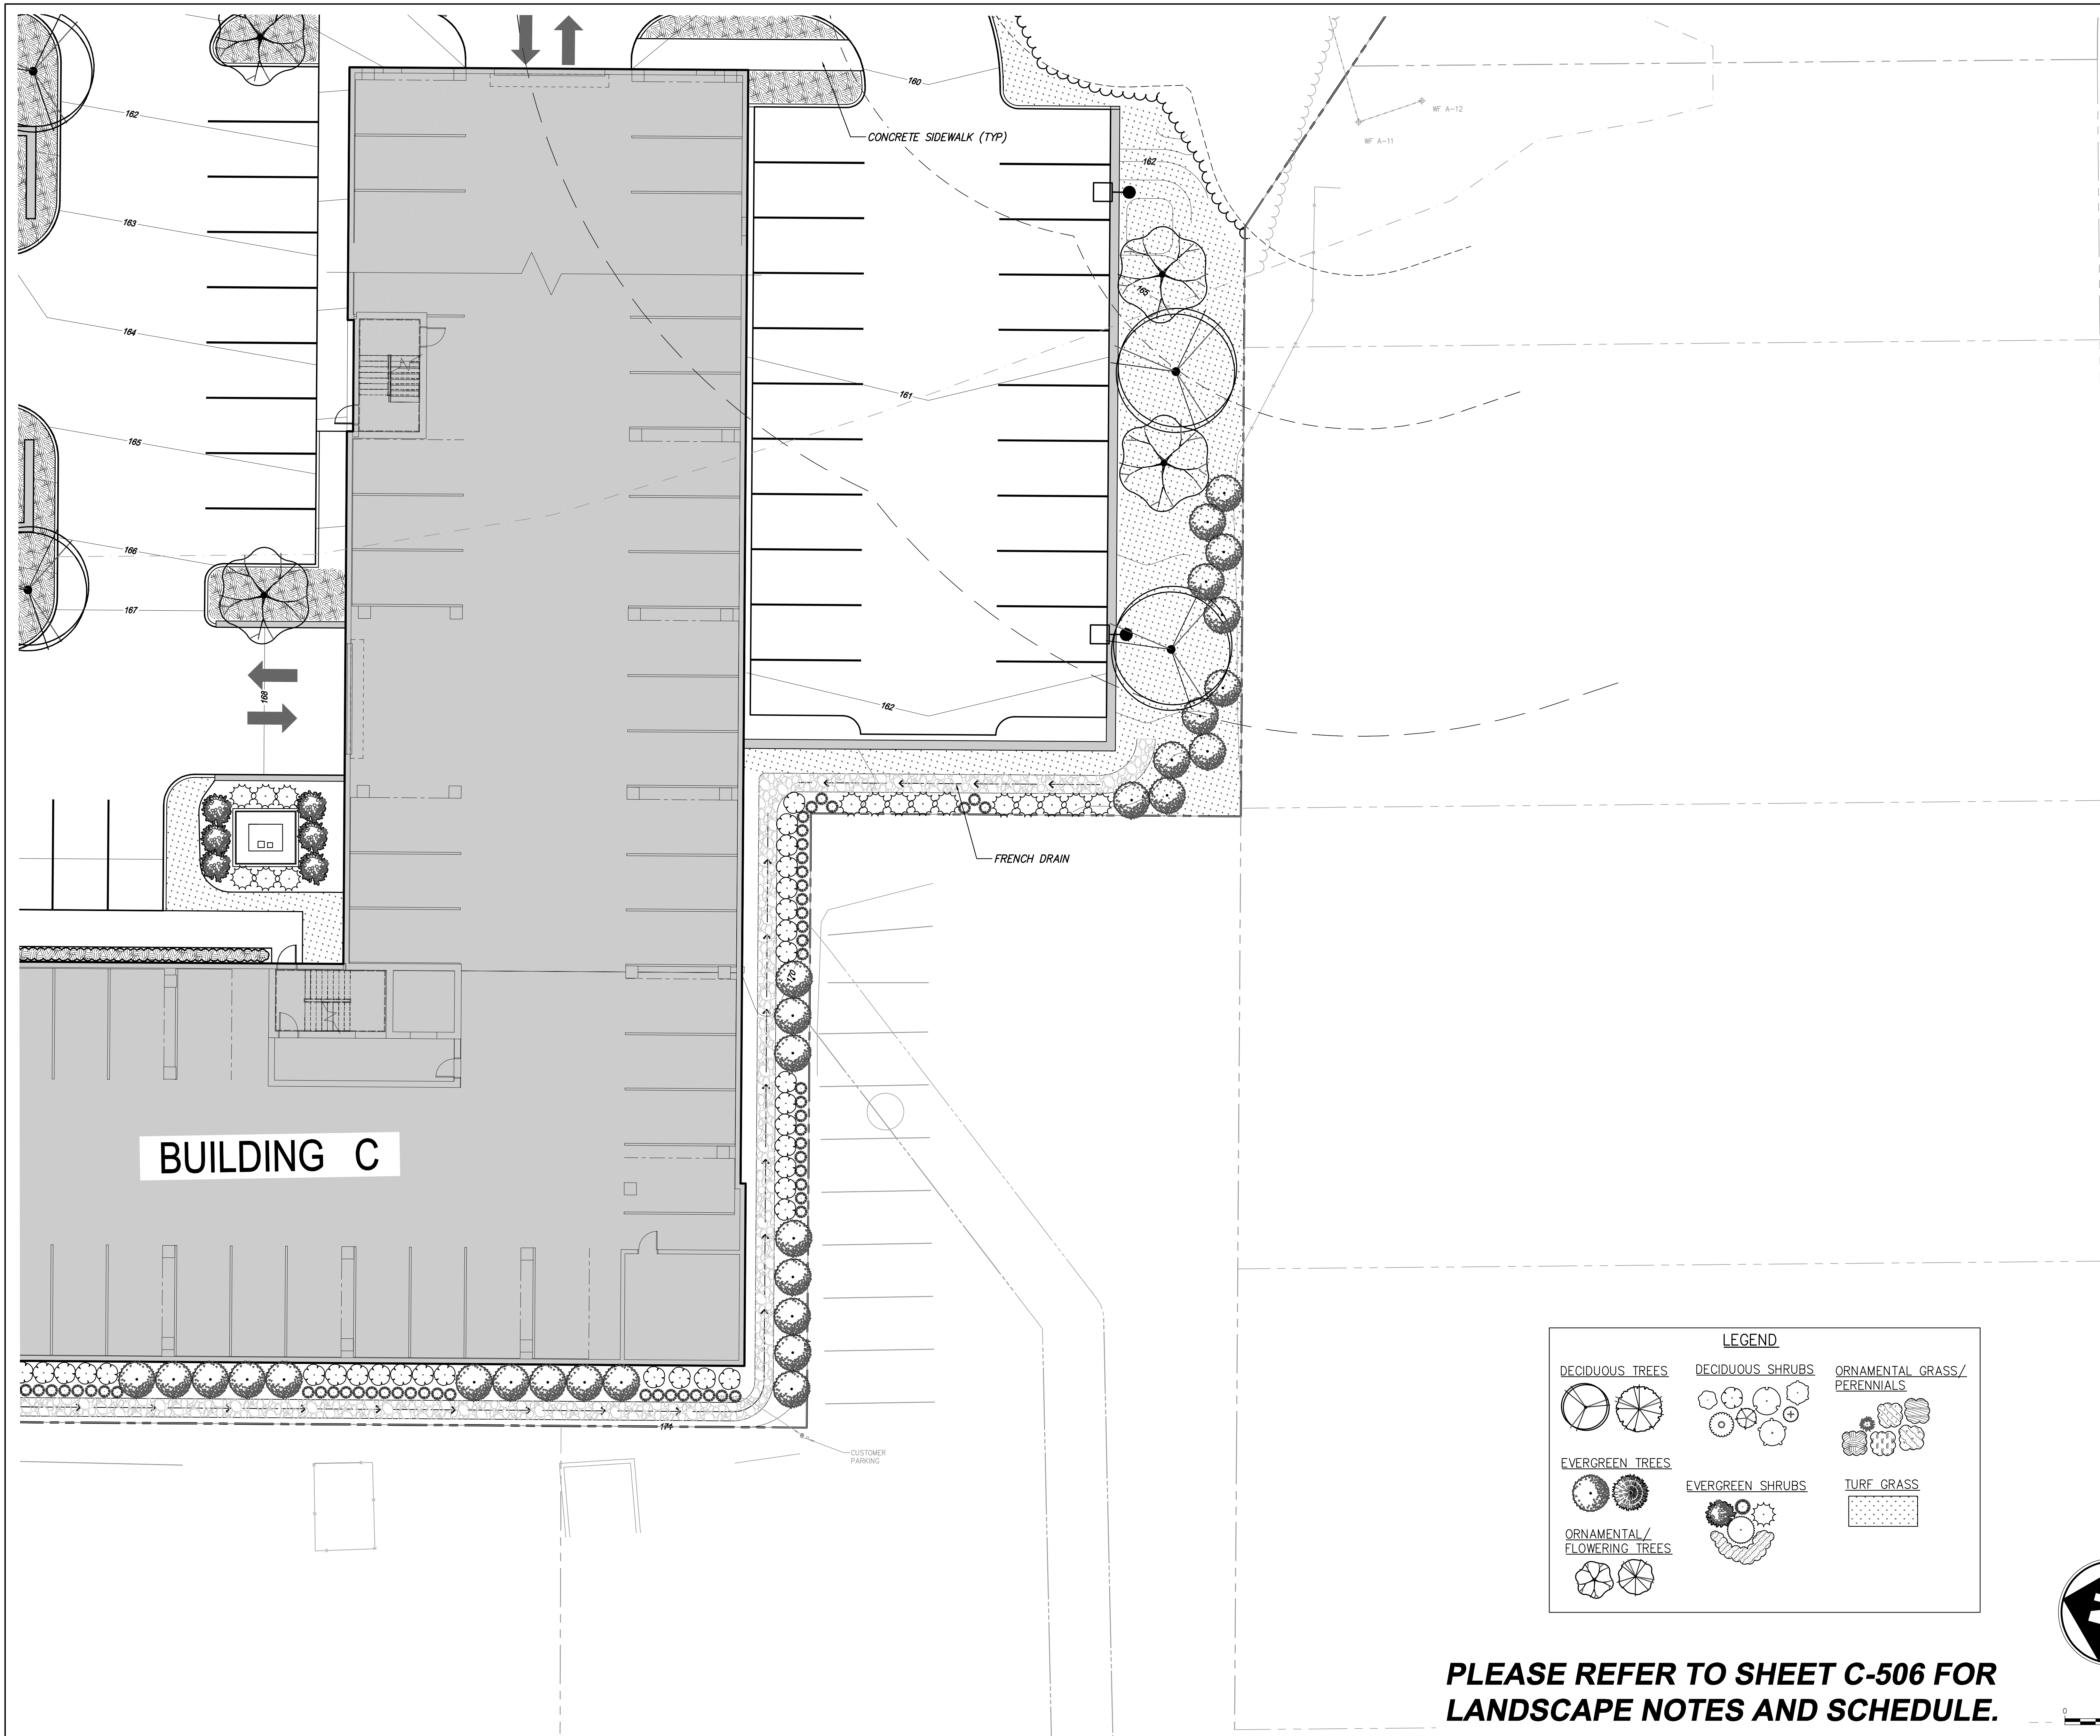 160
162
CONCRETE SIDEWALK (TYP)
WF A-12
WF A-11
162
163
165
164
161
165
166
167
168
162
FRENCH DRAIN
170
BUILDING C
174
CUSTOMER
PARKING
LEGEND
DECIDUOUS TREES
DECIDUOUS SHRUBS
ORNAMENTAL GRASS/
PERENNIALS
EVERGREEN TREES
EVERGREEN SHRUBS
TURF GRASS
ORNAMENTAL/
FLOWERING TREES
PLEASE REFER TO SHEET C-506 FOR
LANDSCAPE NOTES AND SCHEDULE.
0